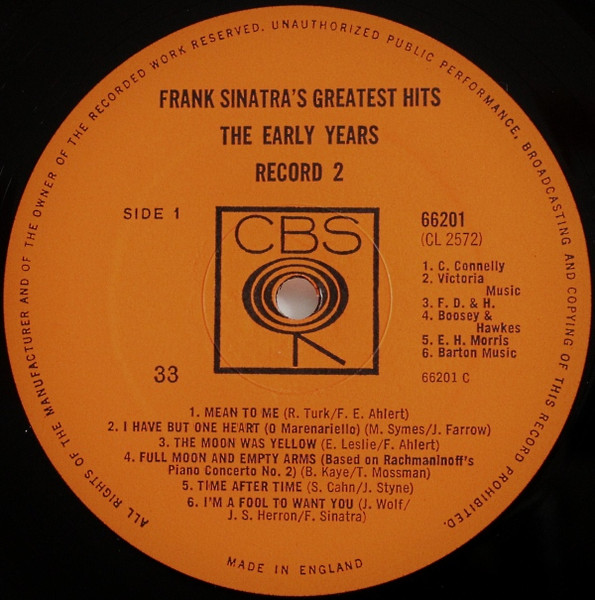 ALL RIGHTS OF THE MANUFACTURER AND OF THE OWNER OF THE RECORDED WORK RESERVED. UNAUTHORIZED PUBLIC PERFORMANCE, BROADCASTING AND COPYING OF THIS RECORD PROHIBITED.
FRANK SINATRA'S GREATEST HITS
THE EARLY YEARS
RECORD 2
SIDE 1
CBS
33
66201
(CL 2572)
1. C. Connelly
2. Victoria
Music
3. F. D. & H.
4. Boosey &
Hawkes
5. E. H. Morris
6. Barton Music
66201 C
1. MEAN TO ME (R. Turk/F. E. Ahlert)
2. I HAVE BUT ONE HEART (O Marenariello) (M. Symes/J. Farrow)
3. THE MOON WAS YELLOW (E. Leslie/F. Ahlert)
4. FULL MOON AND EMPTY ARMS (Based on Rachmaninoff's
Piano Concerto No. 2) (B. Kaye/T. Mossman)
5. TIME AFTER TIME (S. Cahn/J. Styne)
6. I'M A FOOL TO WANT YOU (J. Wolf/
J. S. Herron/F. Sinatra)
MADE IN ENGLAND